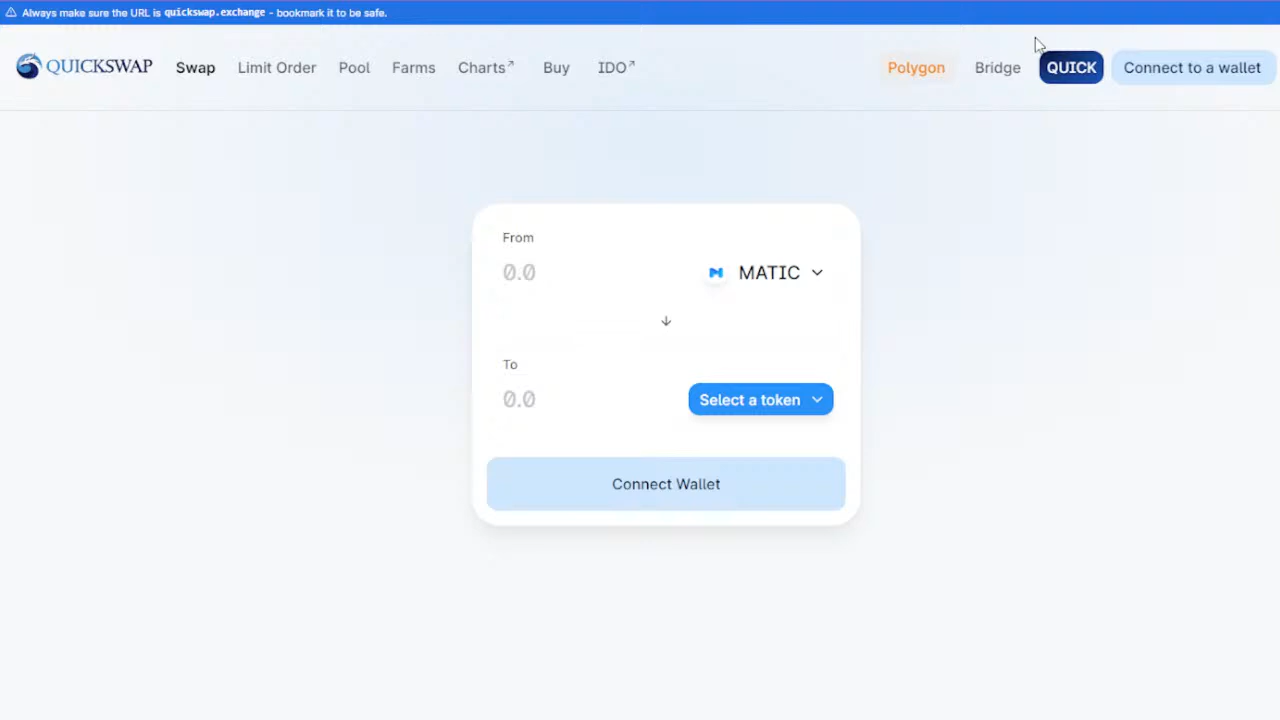 Always make sure the URL is quickswap.exchange - bookmark it to be safe.
QUICKSWAP Swap Limit Order Pool Farms Charts↗ Buy IDO↗ Polygon Bridge QUICK Connect to a wallet
From
0.0 MATIC
To
0.0 Select a token
Connect Wallet